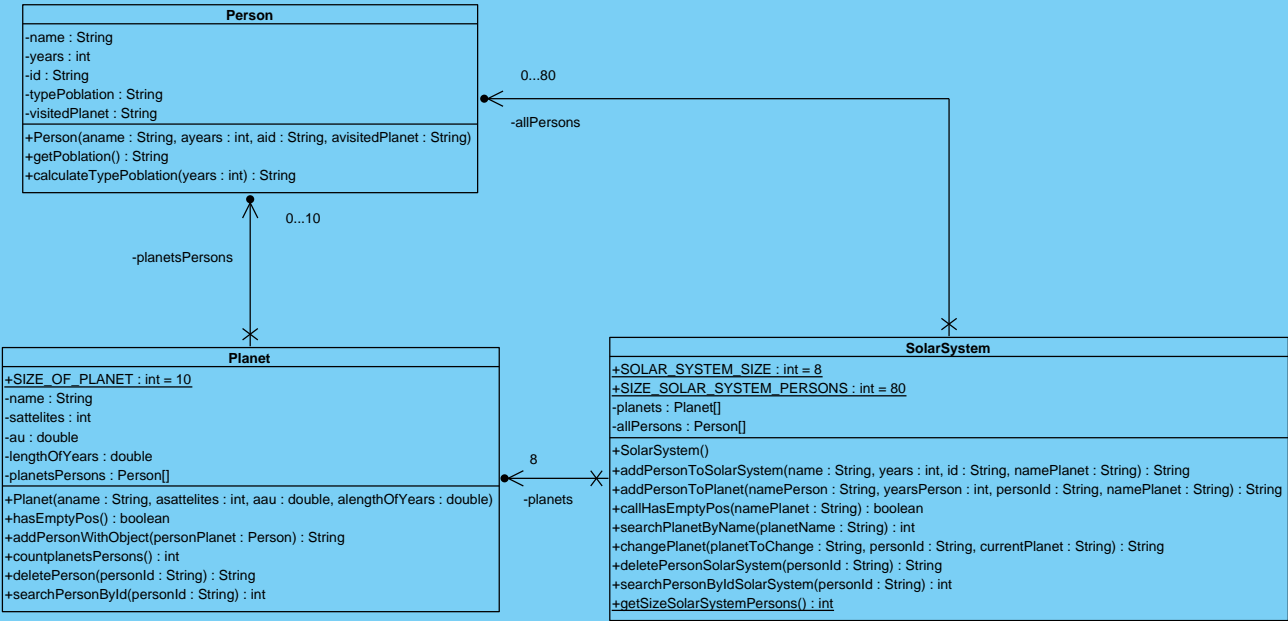 Person
-name : String
-years : int
-id : String
-typePoblation : String
-visitedPlanet : String
+Person(aname : String, ayears : int, aid : String, avisitedPlanet : String)
+getPoblation() : String
+calculateTypePoblation(years : int) : String
0...80
-allPersons
0...10
-planetsPersons
Planet
+SIZE_OF_PLANET : int = 10
-name : String
-sattelites : int
-au : double
-lengthOfYears : double
-planetsPersons : Person[]
+Planet(aname : String, asattelites : int, aau : double, alengthOfYears : double)
+hasEmptyPos() : boolean
+addPersonWithObject(personPlanet : Person) : String
+countplanetsPersons() : int
+deletePerson(personId : String) : String
+searchPersonById(personId : String) : int
8
-planets
SolarSystem
+SOLAR_SYSTEM_SIZE : int = 8
+SIZE_SOLAR_SYSTEM_PERSONS : int = 80
-planets : Planet[]
-allPersons : Person[]
+SolarSystem()
+addPersonToSolarSystem(name : String, years : int, id : String, namePlanet : String) : String
+addPersonToPlanet(namePerson : String, yearsPerson : int, personId : String, namePlanet : String) : String
+callHasEmptyPos(namePlanet : String) : boolean
+searchPlanetByName(planetName : String) : int
+changePlanet(planetToChange : String, personId : String, currentPlanet : String) : String
+deletePersonSolarSystem(personId : String) : String
+searchPersonByIdSolarSystem(personId : String) : int
+getSizeSolarSystemPersons() : int